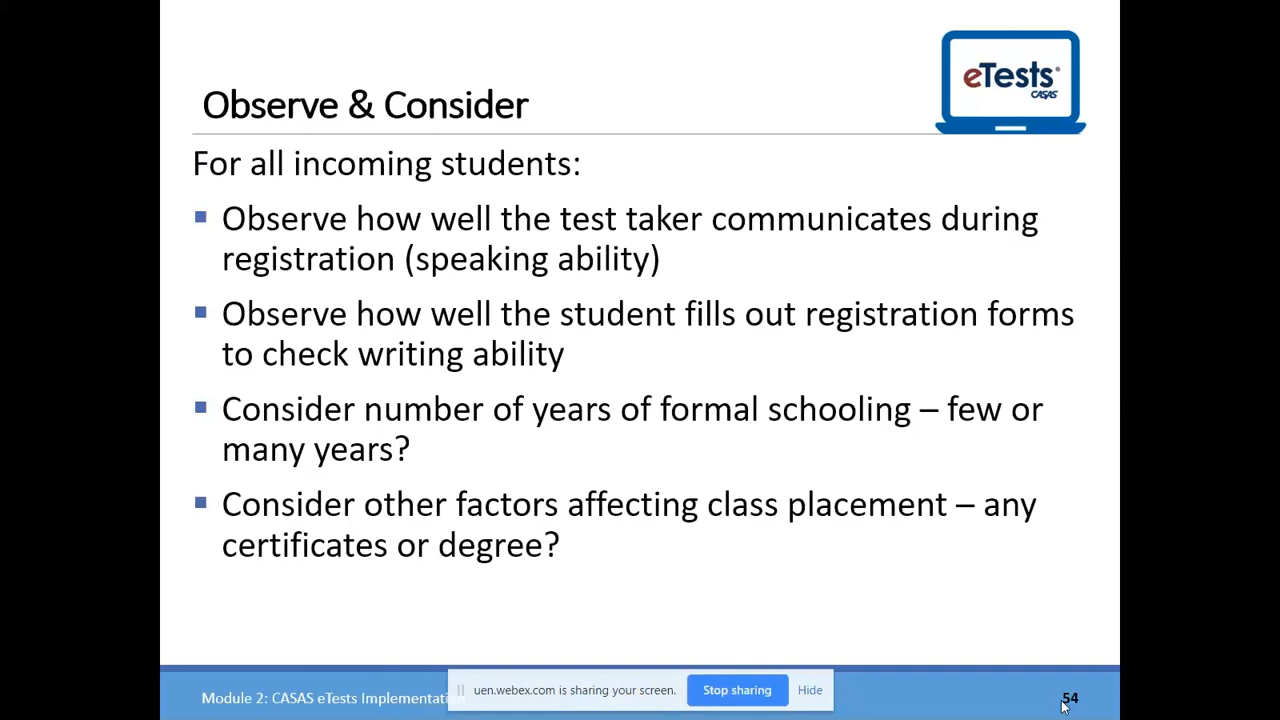 eTests
CASAS
Observe & Consider
For all incoming students:
Observe how well the test taker communicates during
registration (speaking ability)
Observe how well the student fills out registration forms
to check writing ability
Consider number of years of formal schooling – few or
many years?
Consider other factors affecting class placement – any
certificates or degree?
Module 2: CASAS eTests
uen.webex.com is sharing your screen.
Stop sharing
Hide
54